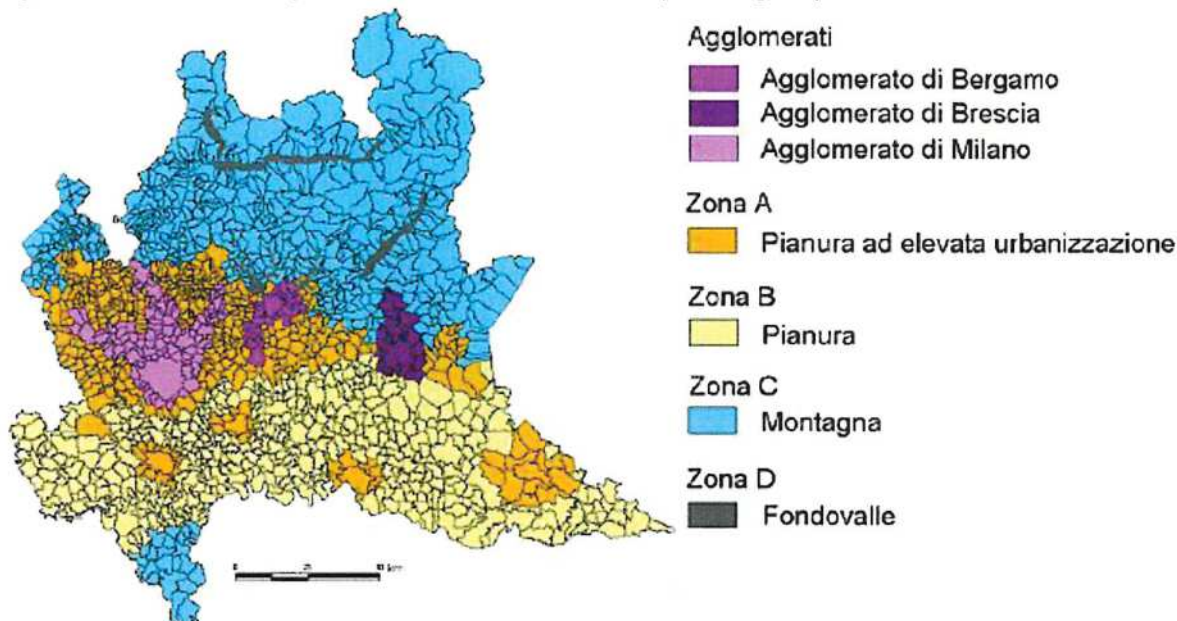 Agglomerati
Agglomerato di Bergamo
Agglomerato di Brescia
Agglomerato di Milano
Zona A
Pianura ad elevata urbanizzazione
Zona B
Pianura
Zona C
Montagna
Zona D
Fondovalle